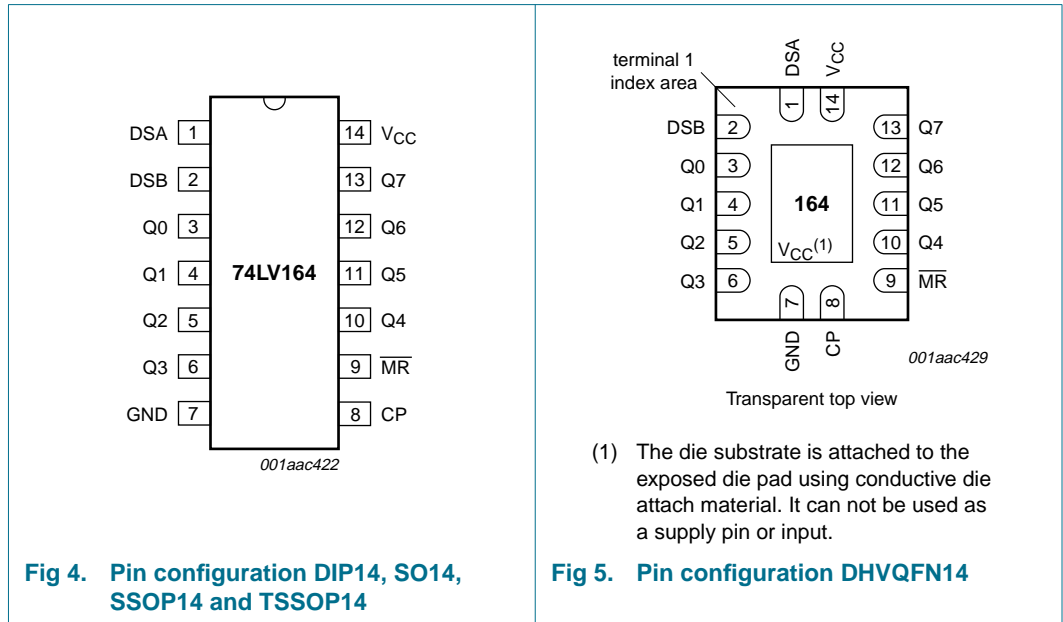 DSA 1
DSB 2
Q0 3
Q1 4
Q2 5
Q3 6
GND 7
74LV164
14 VCC
13 Q7
12 Q6
11 Q5
10 Q4
9 MR
8 CP
001aac422
Fig 4. Pin configuration DIP14, SO14,
SSOP14 and TSSOP14
terminal 1
index area
DSA
VCC
1
14
DSB 2
Q0 3
Q1 4
Q2 5
Q3 6
164
VCC(1)
13 Q7
12 Q6
11 Q5
10 Q4
9 MR
7
8
GND
CP
001aac429
Transparent top view
(1) The die substrate is attached to the
exposed die pad using conductive die
attach material. It can not be used as
a supply pin or input.
Fig 5. Pin configuration DHVQFN14